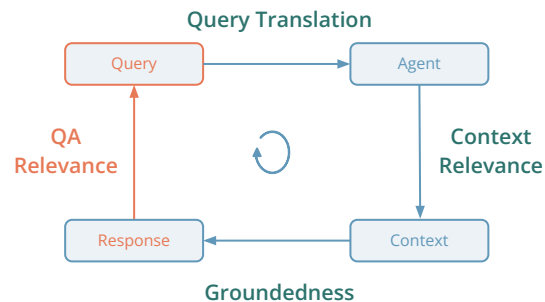 Query Translation
Query
Agent
QA
Relevance
Context
Relevance
Response
Context
Groundedness